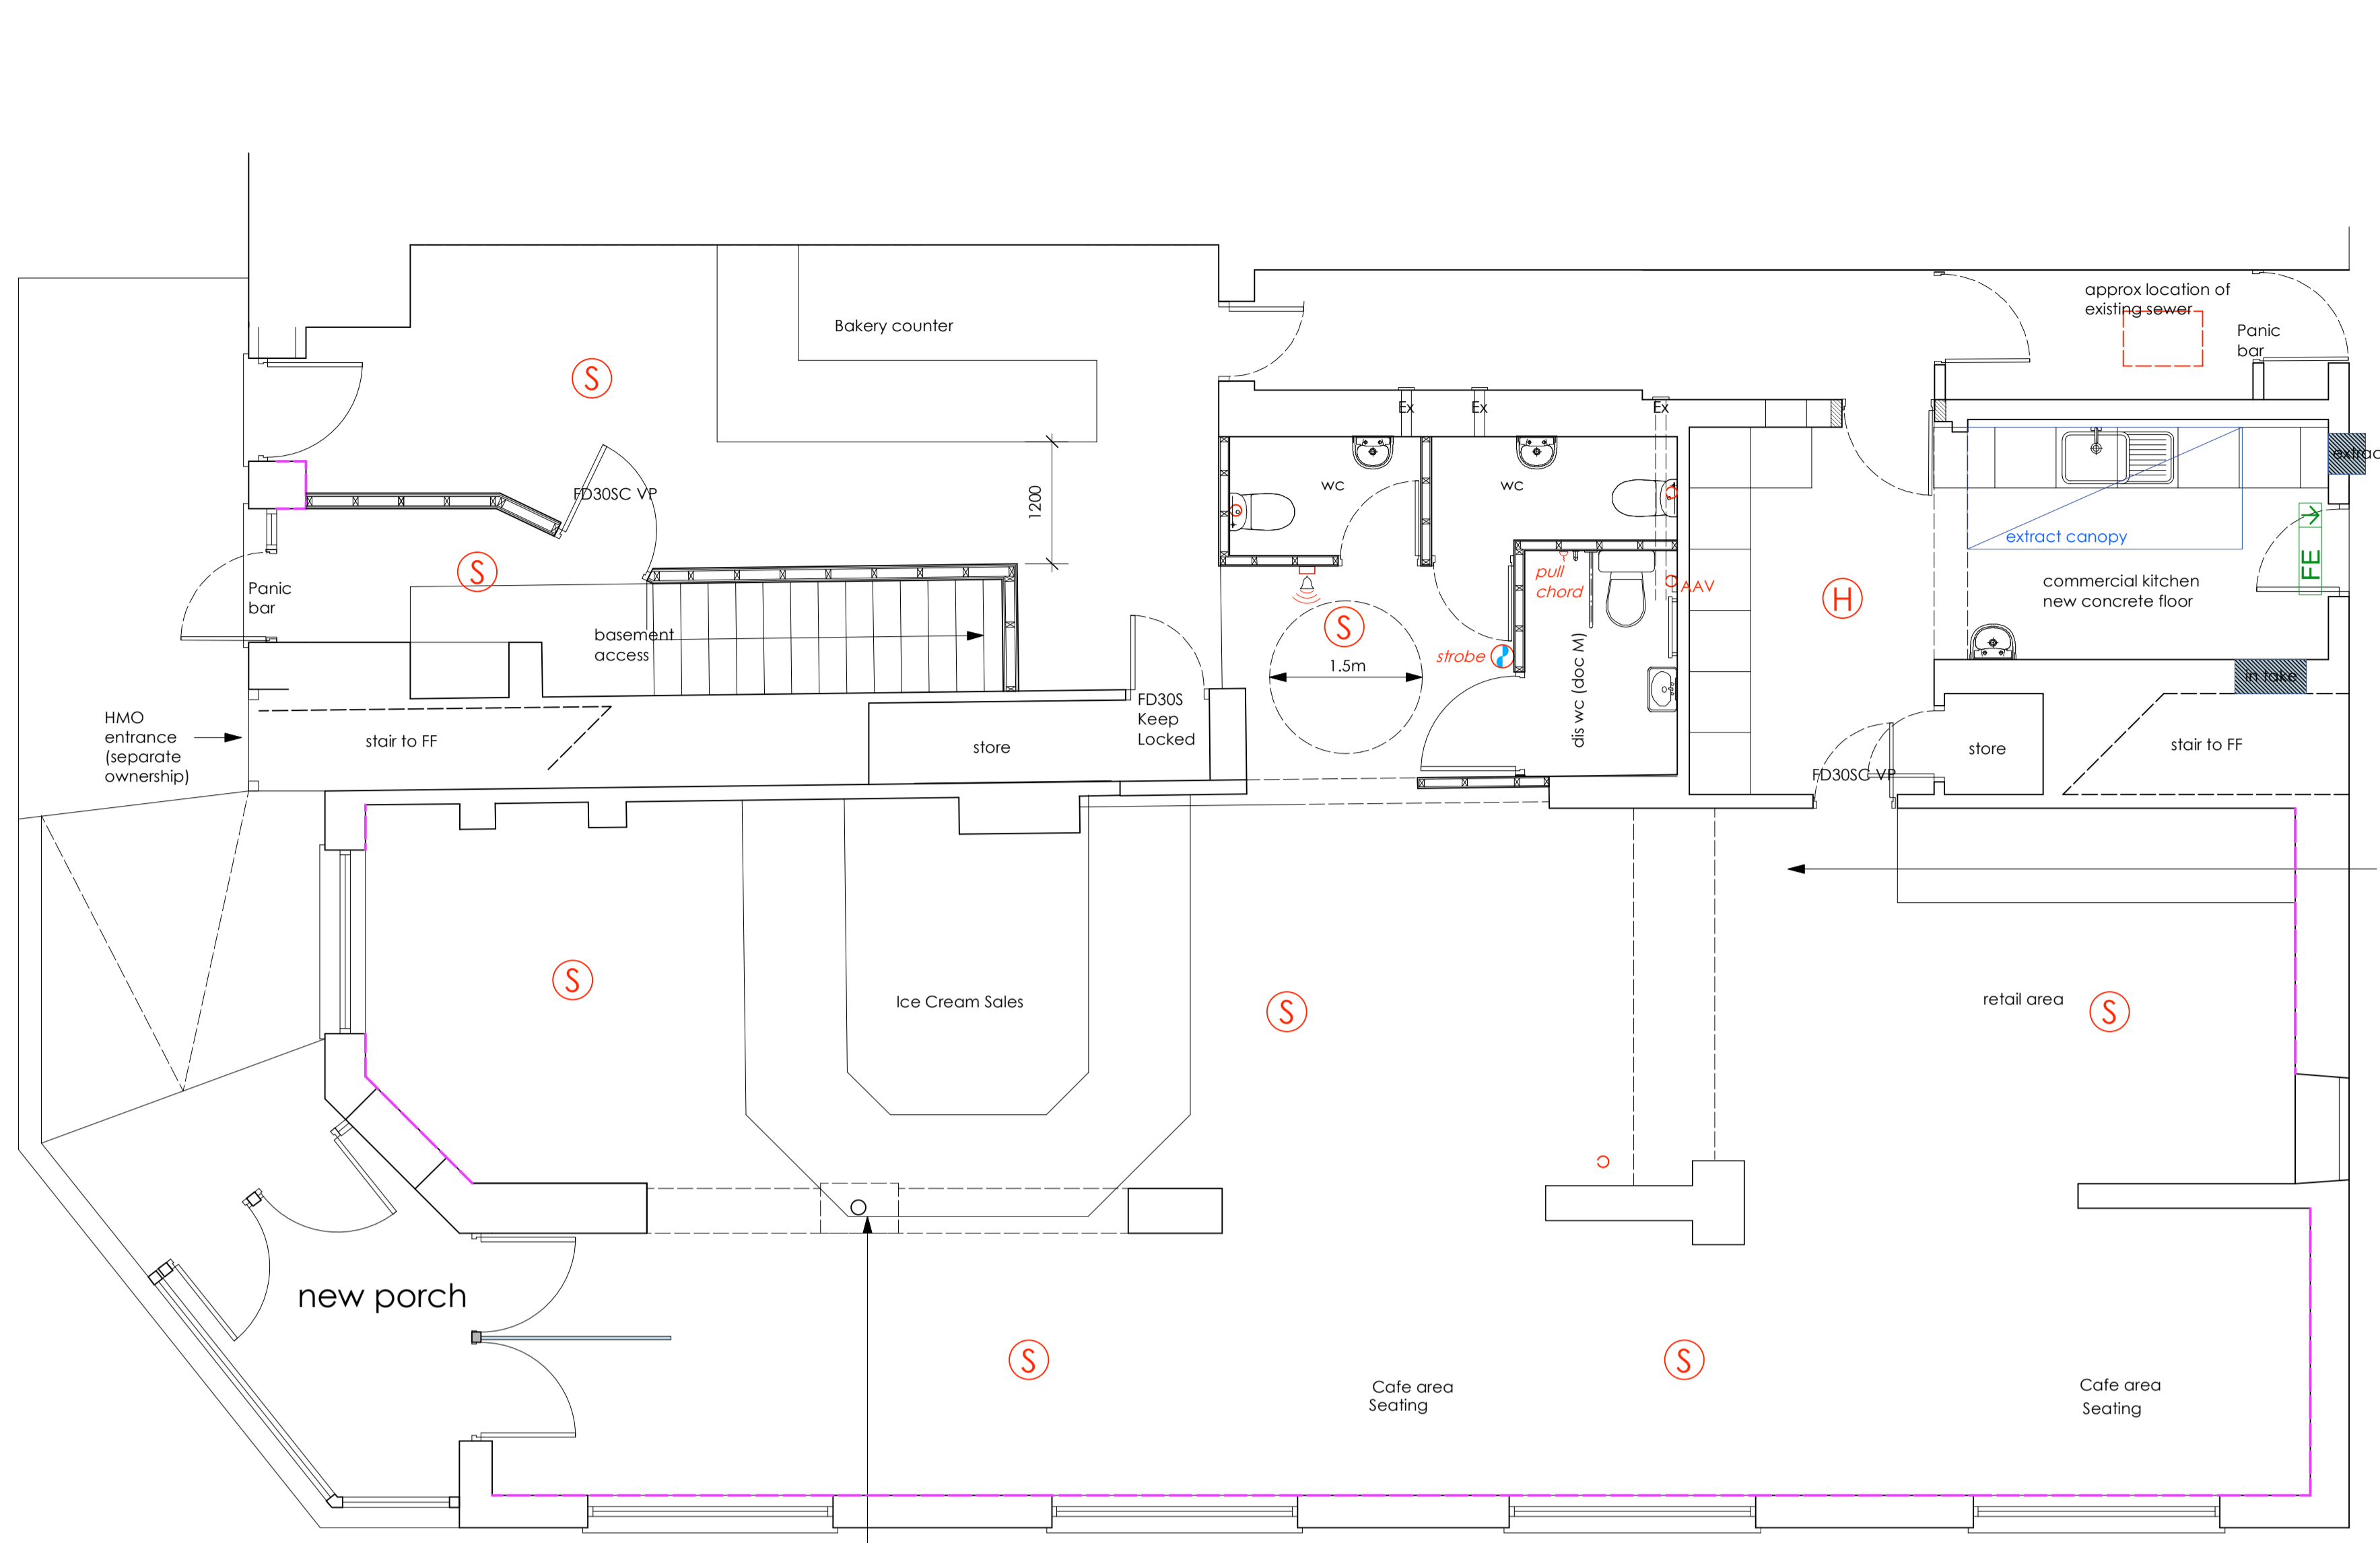 approx location of
existing sewer
Panic
bar
Bakery counter
S
Ex
Ex
Ex
extrac
FD30SC VP
1200
wc
wc
extract canopy
FE
S
Panic
bar
pull
chord
AAV
H
commercial kitchen
new concrete floor
basement
access
S
strobe
1.5m
dis wc (doc M)
in take
HMO
entrance
(separate
ownership)
stair to FF
store
FD30S
Keep
Locked
store
stair to FF
FD30SC VP
S
Ice Cream Sales
S
retail area
S
new porch
S
S
Cafe area
Seating
Cafe area
Seating